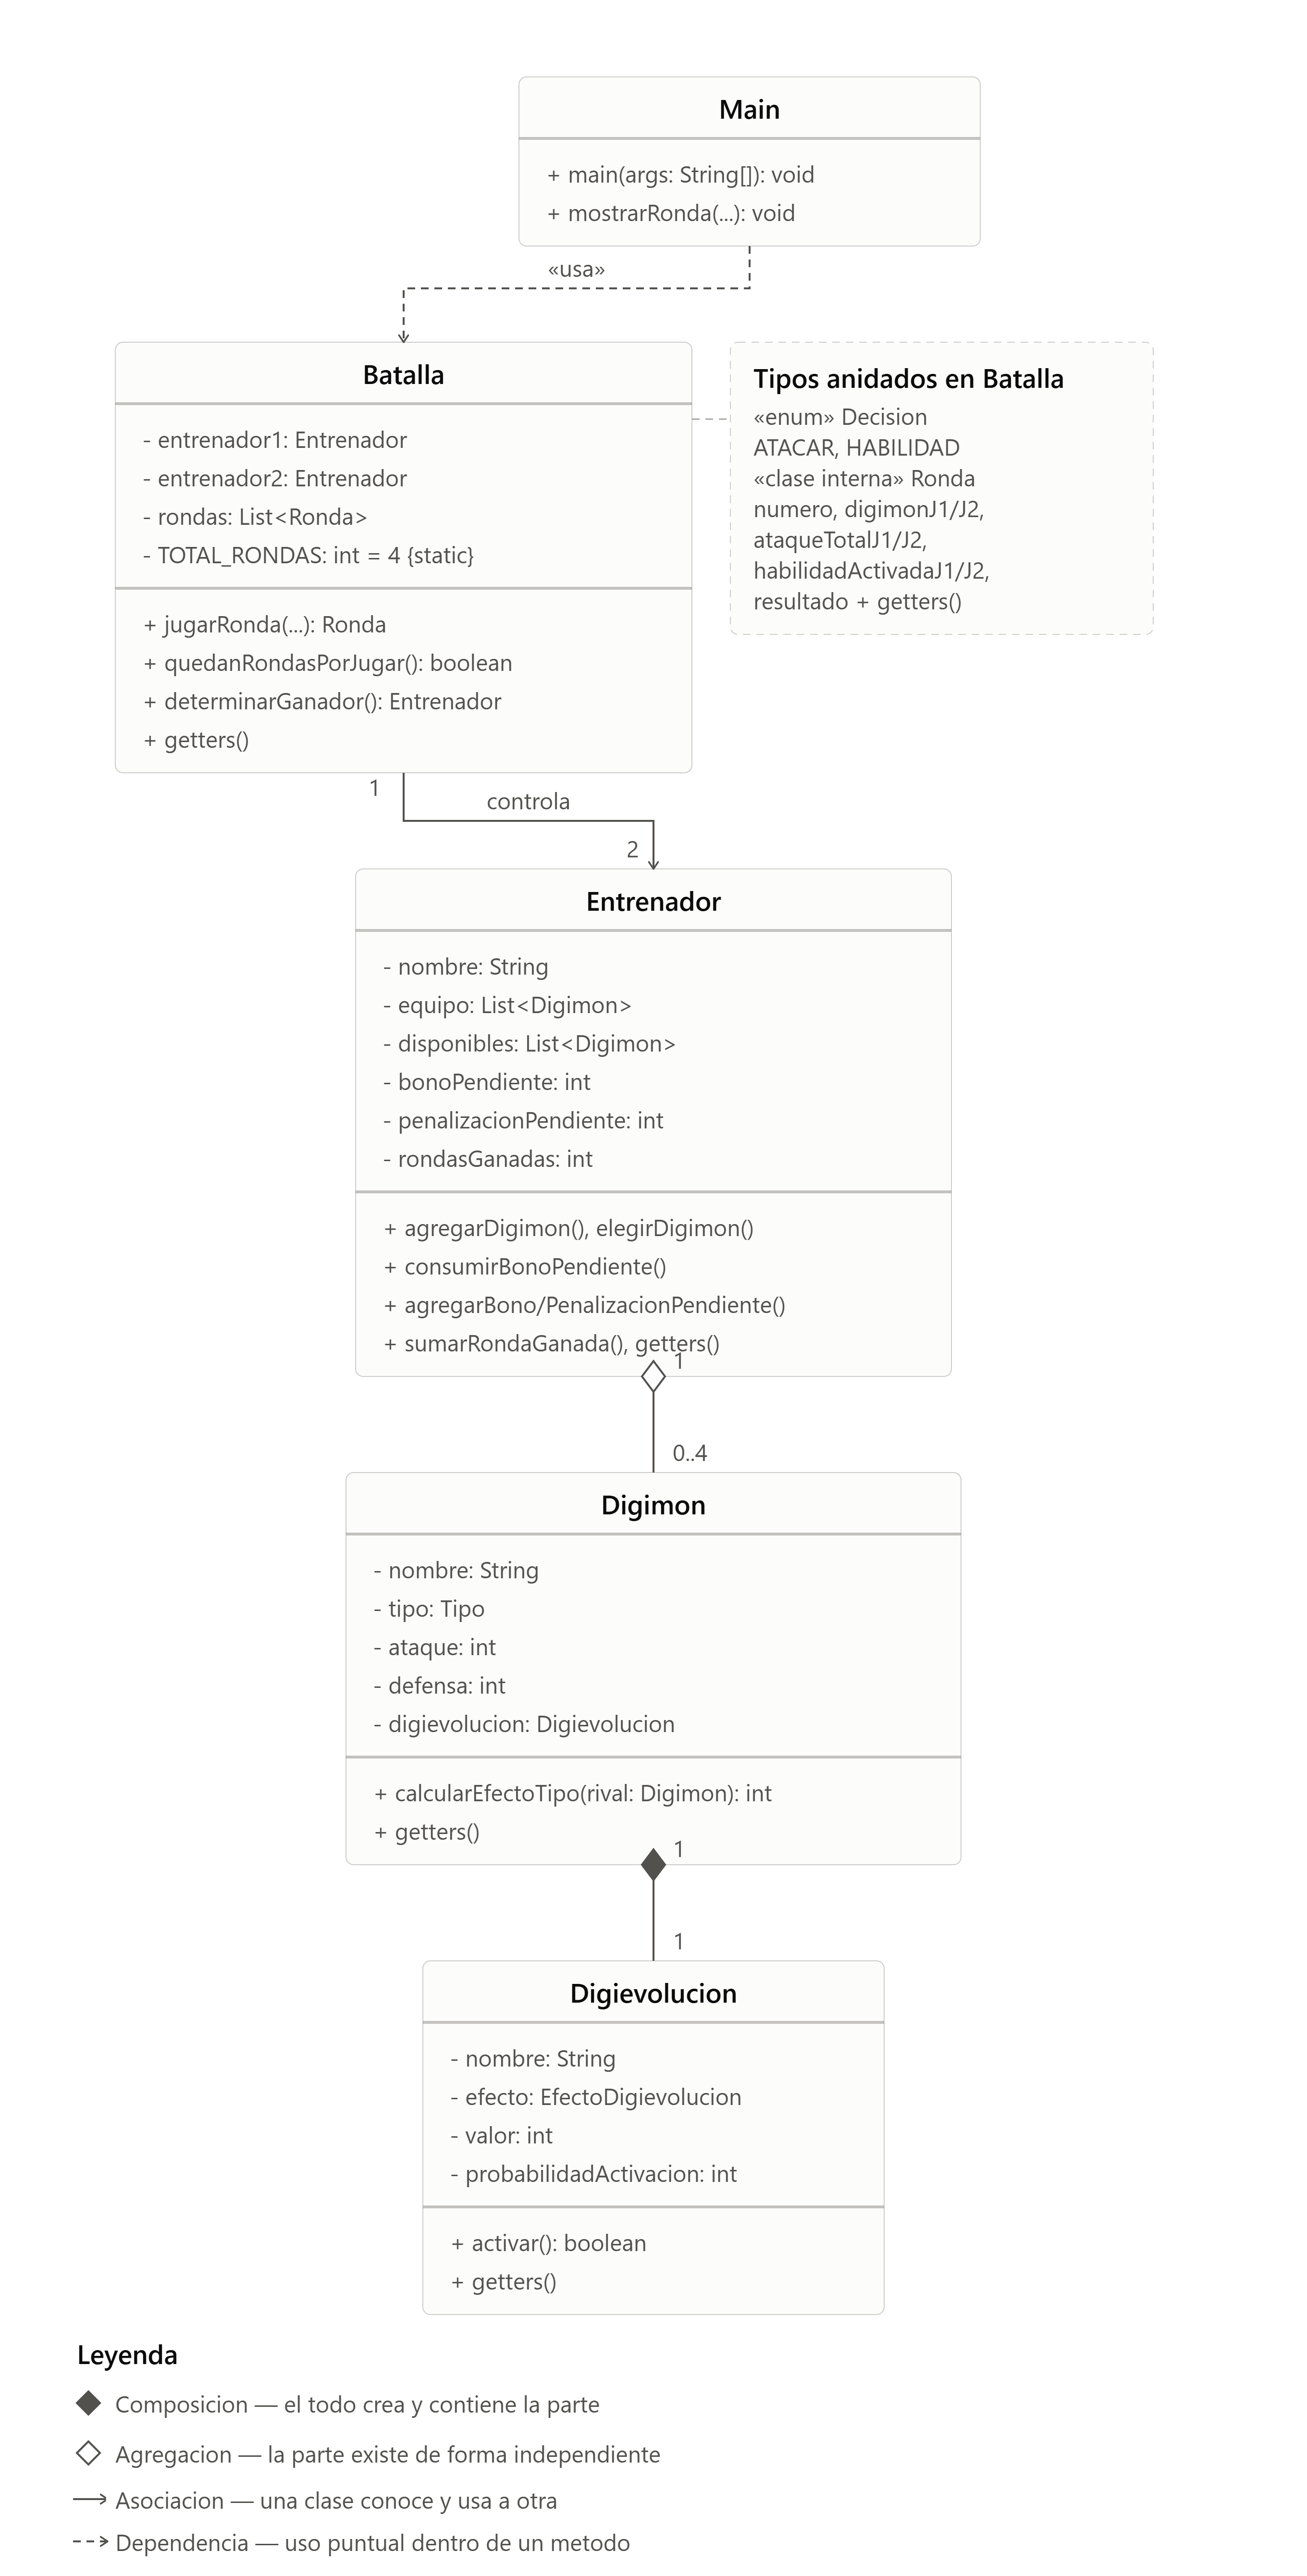 Main
+ main(args: String[]): void
+ mostrarRonda(...): void
«usa»
Batalla
- entrenador1: Entrenador
- entrenador2: Entrenador
- rondas: List<Ronda>
- TOTAL_RONDAS: int = 4 {static}
+ jugarRonda(...): Ronda
+ quedanRondasPorJugar(): boolean
+ determinarGanador(): Entrenador
+ getters()
Tipos anidados en Batalla
«enum» Decision
ATACAR, HABILIDAD
«clase interna» Ronda
numero, digimonJ1/J2,
ataqueTotalJ1/J2,
habilidadActivadaJ1/J2,
resultado + getters()
1
controla
2
Entrenador
- nombre: String
- equipo: List<Digimon>
- disponibles: List<Digimon>
- bonoPendiente: int
- penalizacionPendiente: int
- rondasGanadas: int
+ agregarDigimon(), elegirDigimon()
+ consumirBonoPendiente()
+ agregarBono/PenalizacionPendiente()
+ sumarRondaGanada(), getters()
1
0..4
Digimon
- nombre: String
- tipo: Tipo
- ataque: int
- defensa: int
- digievolucion: Digievolucion
+ calcularEfectoTipo(rival: Digimon): int
+ getters()
1
1
Digievolucion
- nombre: String
- efecto: EfectoDigievolucion
- valor: int
- probabilidadActivacion: int
+ activar(): boolean
+ getters()
Leyenda
Composicion — el todo crea y contiene la parte
Agregacion — la parte existe de forma independiente
Asociacion — una clase conoce y usa a otra
Dependencia — uso puntual dentro de un metodo